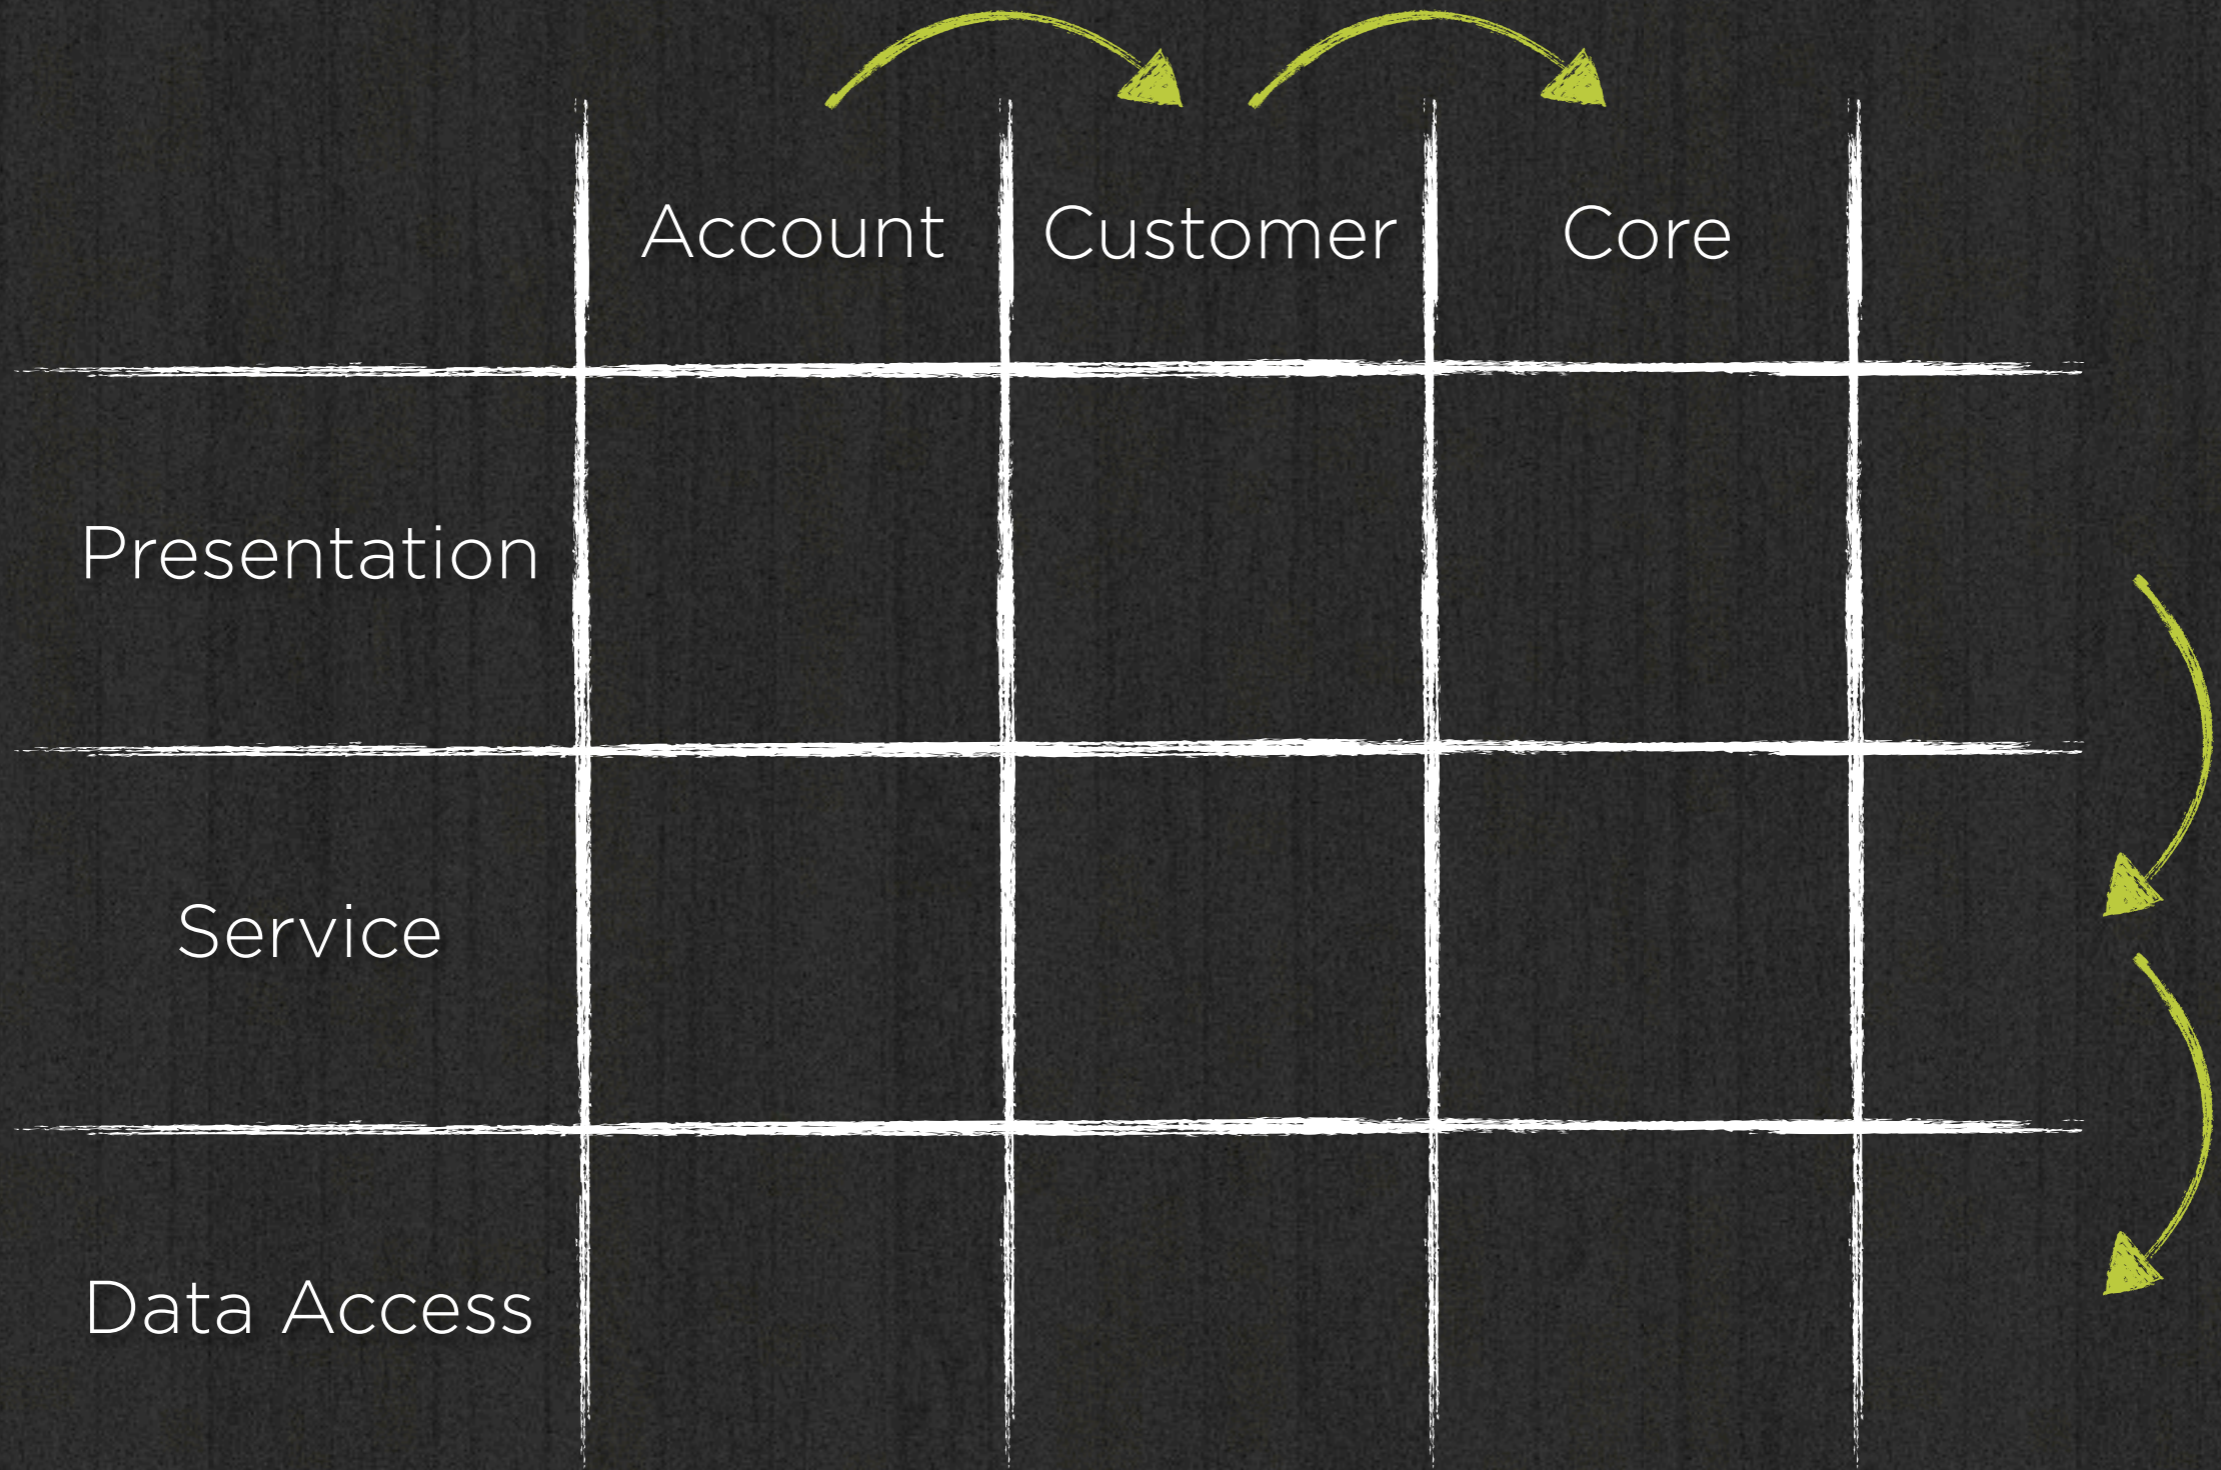 Account Customer Core
Presentation
Service
Data Access